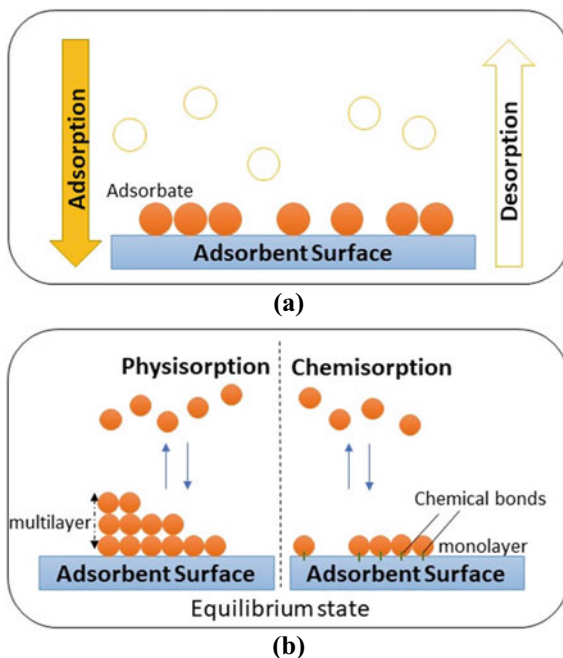 Adsorption
Desorption
Adsorbate
Adsorbent Surface
(a)
Physisorption
Chemisorption
Chemical bonds
multilayer
monolayer
Adsorbent Surface
Adsorbent Surface
Equilibrium state
(b)